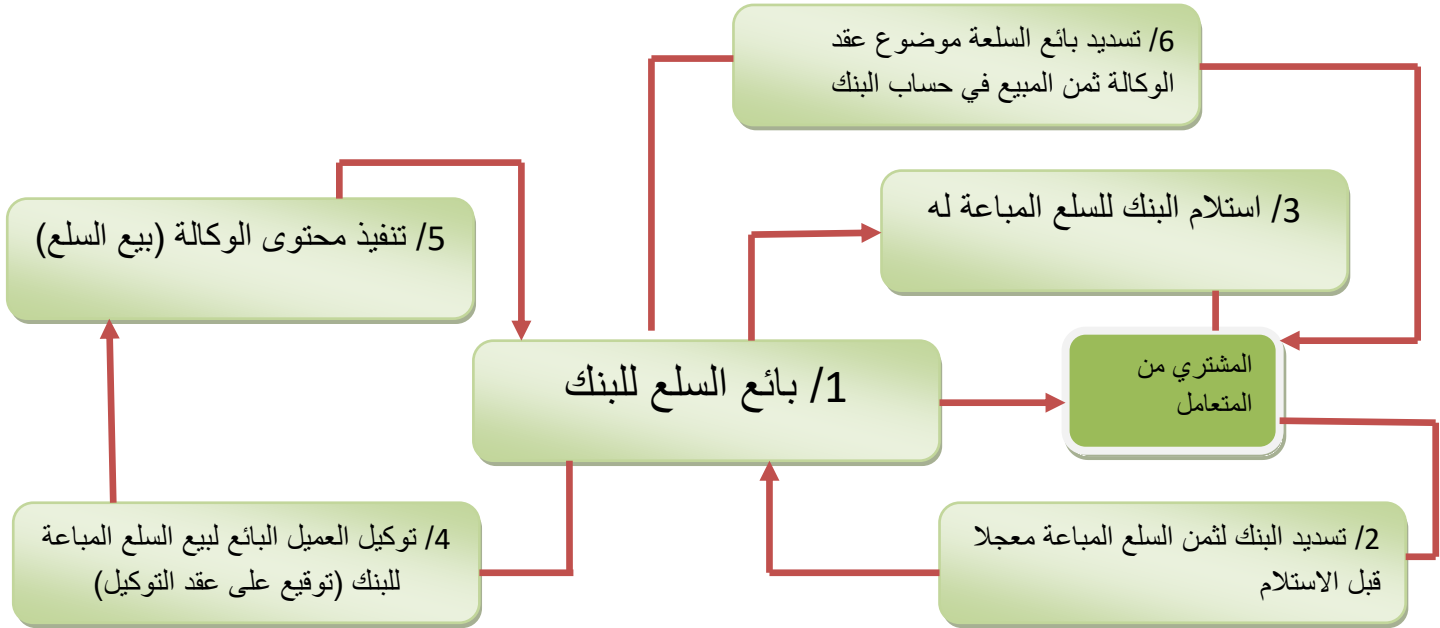 6/ تسديد بائع السلعة موضوع عقد
الوكالة ثمن المبيع في حساب البنك
3/ استلام البنك للسلع المباعة له
5/ تنفيذ محتوى الوكالة (بيع السلع)
1/ بائع السلع للبنك
المشتري من
المتعامل
4/ توكيل العميل البائع لبيع السلع المباعة
للبنك (توقيع على عقد التوكيل)
2/ تسديد البنك لثمن السلع المباعة معجلا
قبل الاستلام